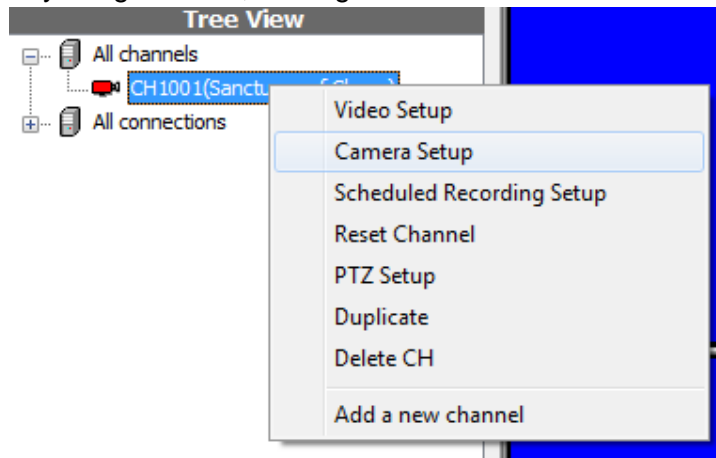 Tree View
All channels
CH1001(Sanctu
All connections
Video Setup
Camera Setup
Scheduled Recording Setup
Reset Channel
PTZ Setup
Duplicate
Delete CH
Add a new channel